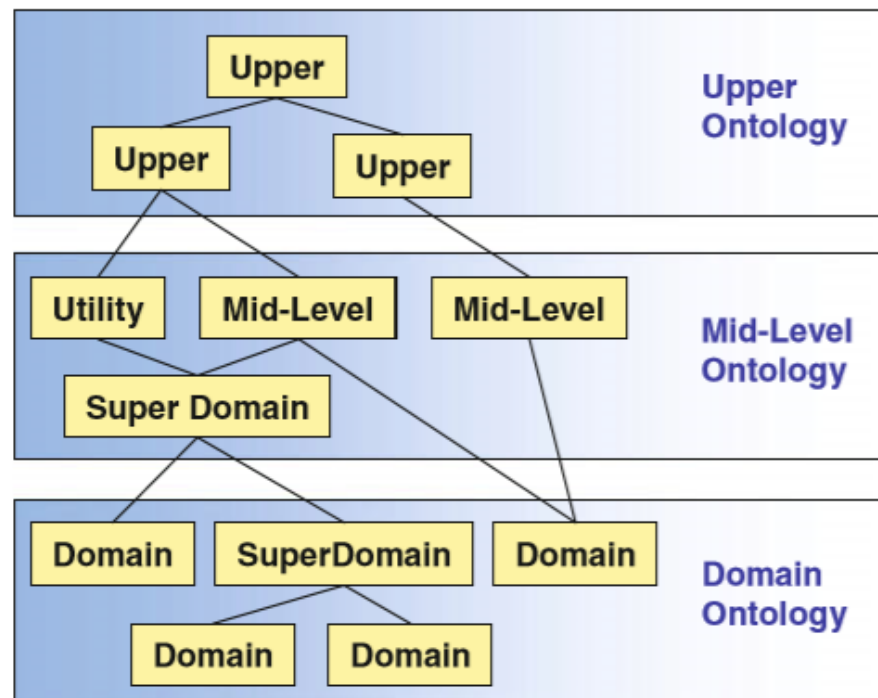 Upper
Upper
Upper
Upper
Ontology
Utility
Mid-Level
Mid-Level
Super Domain
Mid-Level
Ontology
Domain
SuperDomain
Domain
Domain
Domain
Domain
Ontology